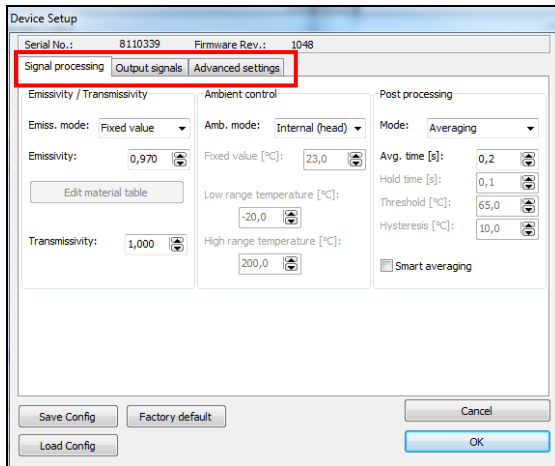 Device Setup
Serial No.: 8110339 Firmware Rev.: 1048
Signal processing Output signals Advanced settings
Emissivity / Transmissivity
Emiss. mode: Fixed value
Emissivity: 0,970
Edit material table
Transmissivity: 1,000
Ambient control
Amb. mode: Internal (head)
Fixed value [°C]: 23,0
Low range temperature [°C]:
-20,0
High range temperature [°C]:
200,0
Post processing
Mode: Averaging
Avg. time [s]: 0,2
Hold time [s]: 0,1
Threshold [°C]: 65,0
Hysteresis [°C]: 10,0
Smart averaging
Save Config Factory default
Load Config
Cancel
OK